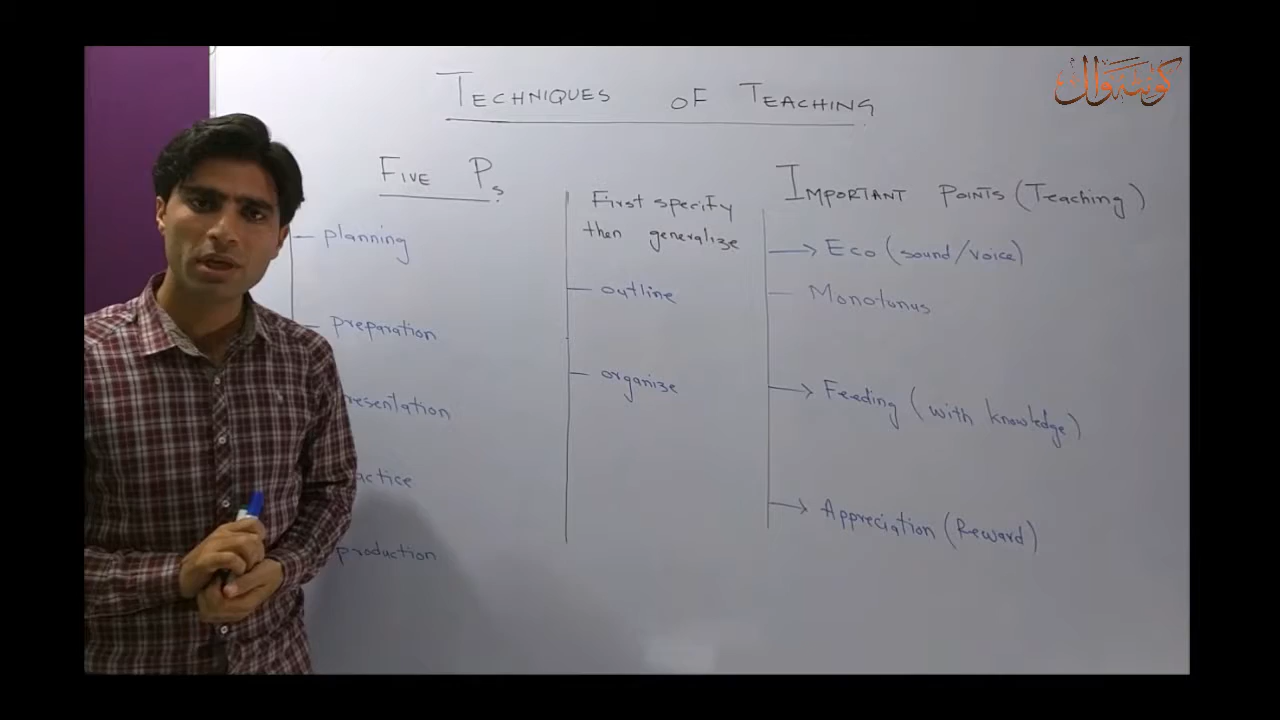 TECHNIQUES OF TEACHING
FIVE Ps
planning
preparation
resentation
actice
production
First specify
then generalize
outline
organize
IMPORTANT POINTS (Teaching)
Eco (sound/voice)
Monotunus
Feeding (with knowledge)
Appreciation (Reward)